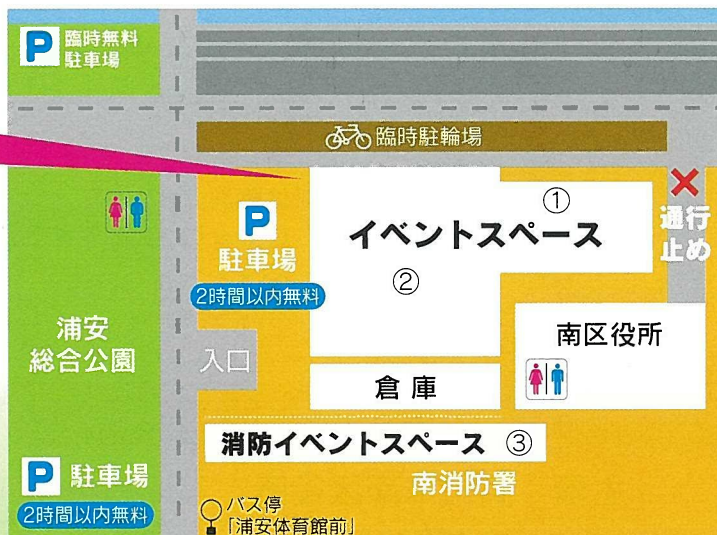 P 臨時無料
駐車場
臨時駐輪場
①
イベントスペース
②
通行
止め
P
駐車場
2時間以内無料
浦安
総合公園
入口
南区役所
倉庫
消防イベントスペース ③
南消防署
P 駐車場
2時間以内無料
バス停
「浦安体育館前」